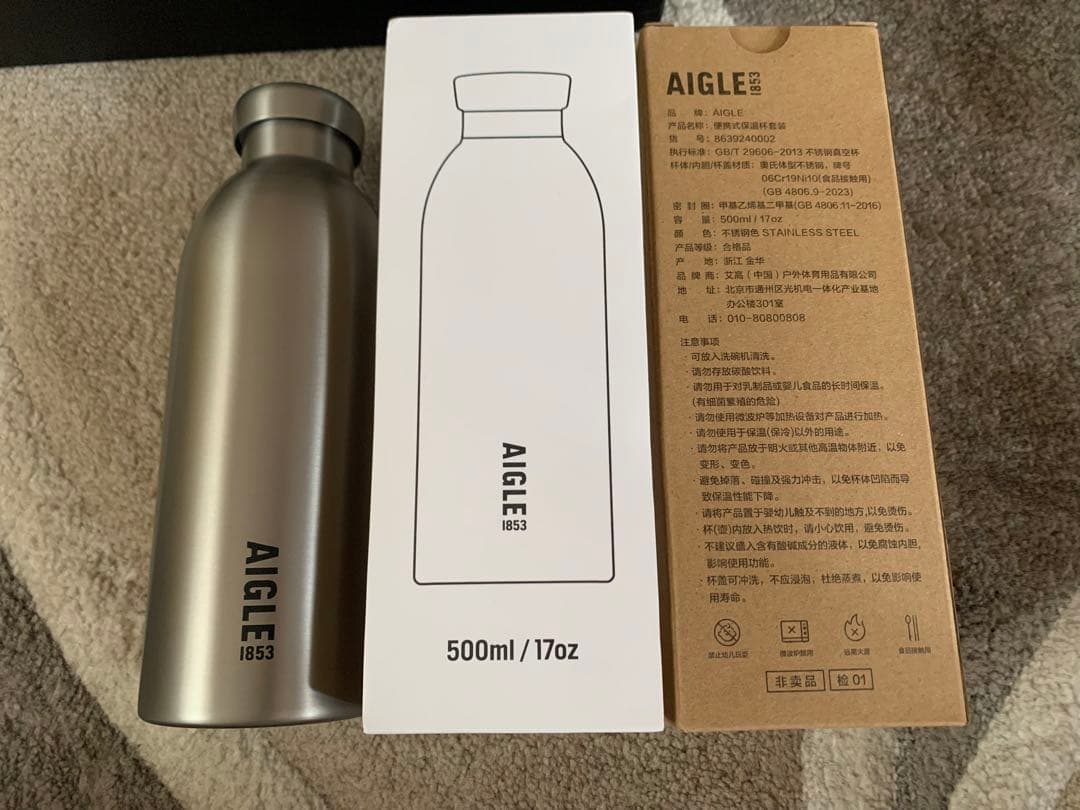 AIGLE
1853
AIGLE
1853
500ml / 17oz
AIGLE 1853
品 牌：AIGLE
产品名称：便携式保温杯套装
货 号：8639240002
执行标准：GB/T 29606-2013 不锈钢真空杯
杯体/内胆/杯盖材质：奥氏体型不锈钢，牌号
06Cr19Ni10(食品接触用)
（GB 4806.9-2023）
密 封 圈：甲基乙烯基二甲基(GB 4806.11-2016)
容 量：500ml / 17oz
颜 色：不锈钢色 STAINLESS STEEL
产品等级：合格品
产 地：浙江 金华
品 牌 商：艾高（中国）户外体育用品有限公司
地 址：北京市通州区光机电一体化产业基地
办公楼301室
电 话：010-80800808
注意事项
· 可放入洗碗机清洗。
· 请勿存放碳酸饮料。
· 请勿用于对乳制品或婴儿食品的长时间保温。
(有细菌繁殖的危险)
· 请勿使用微波炉等加热设备对产品进行加热。
· 请勿使用于保温(保冷)以外的用途。
· 请勿将产品放于明火或其他高温物体附近，以免
变形、变色。
· 避免掉落、碰撞及强力冲击，以免杯体凹陷而导
致保温性能下降。
· 请将产品置于婴幼儿触及不到的地方，以免烫伤。
· 杯(壶)内放入热饮时，请小心饮用，避免烫伤。
· 不建议盛入含有酸碱成分的液体，以免腐蚀内胆，
影响使用功能。
· 杯盖可冲洗，不应浸泡，杜绝蒸煮，以免影响使
用寿命。
禁止幼儿玩耍 微波炉禁用 远离火源 食品接触用
非卖品 检 01